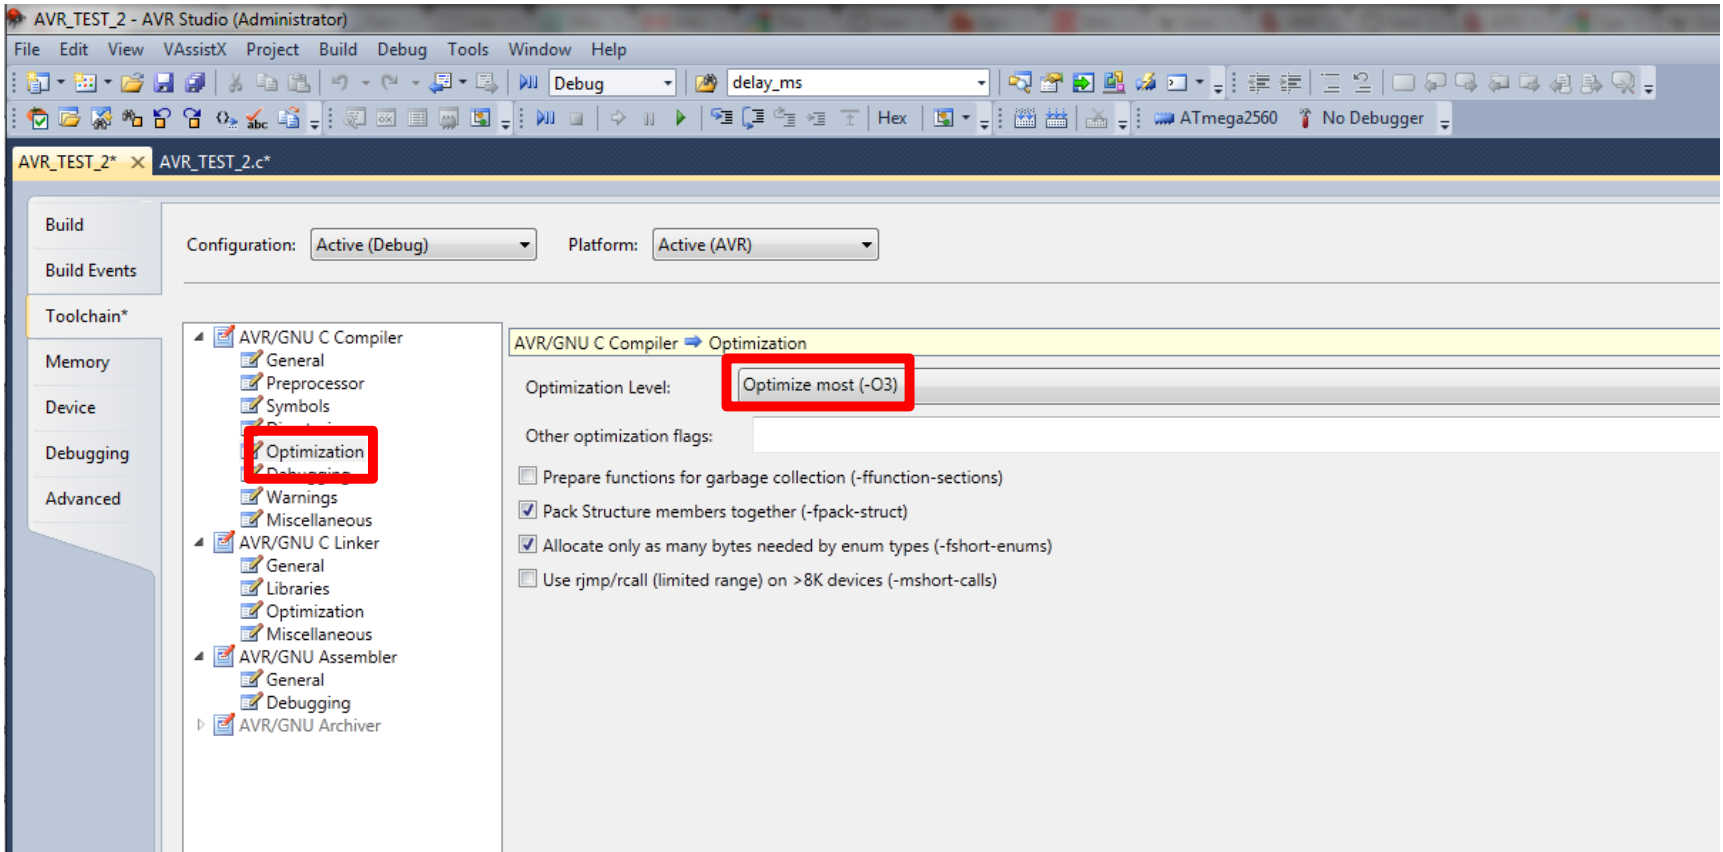 AVR_TEST_2 - AVR Studio (Administrator)
File Edit View VAssistX Project Build Debug Tools Window Help
Debug delay_ms
abc Hex ATmega2560 No Debugger
AVR_TEST_2* AVR_TEST_2.c*
Build
Build Events
Toolchain*
Memory
Device
Debugging
Advanced
Configuration: Active (Debug) Platform: Active (AVR)
AVR/GNU C Compiler
General
Preprocessor
Symbols
Optimization
Debugging
Warnings
Miscellaneous
AVR/GNU C Linker
General
Libraries
Optimization
Miscellaneous
AVR/GNU Assembler
General
Debugging
AVR/GNU Archiver
AVR/GNU C Compiler Optimization
Optimization Level: Optimize most (-O3)
Other optimization flags:
Prepare functions for garbage collection (-ffunction-sections)
Pack Structure members together (-fpack-struct)
Allocate only as many bytes needed by enum types (-fshort-enums)
Use rjmp/rcall (limited range) on >8K devices (-mshort-calls)